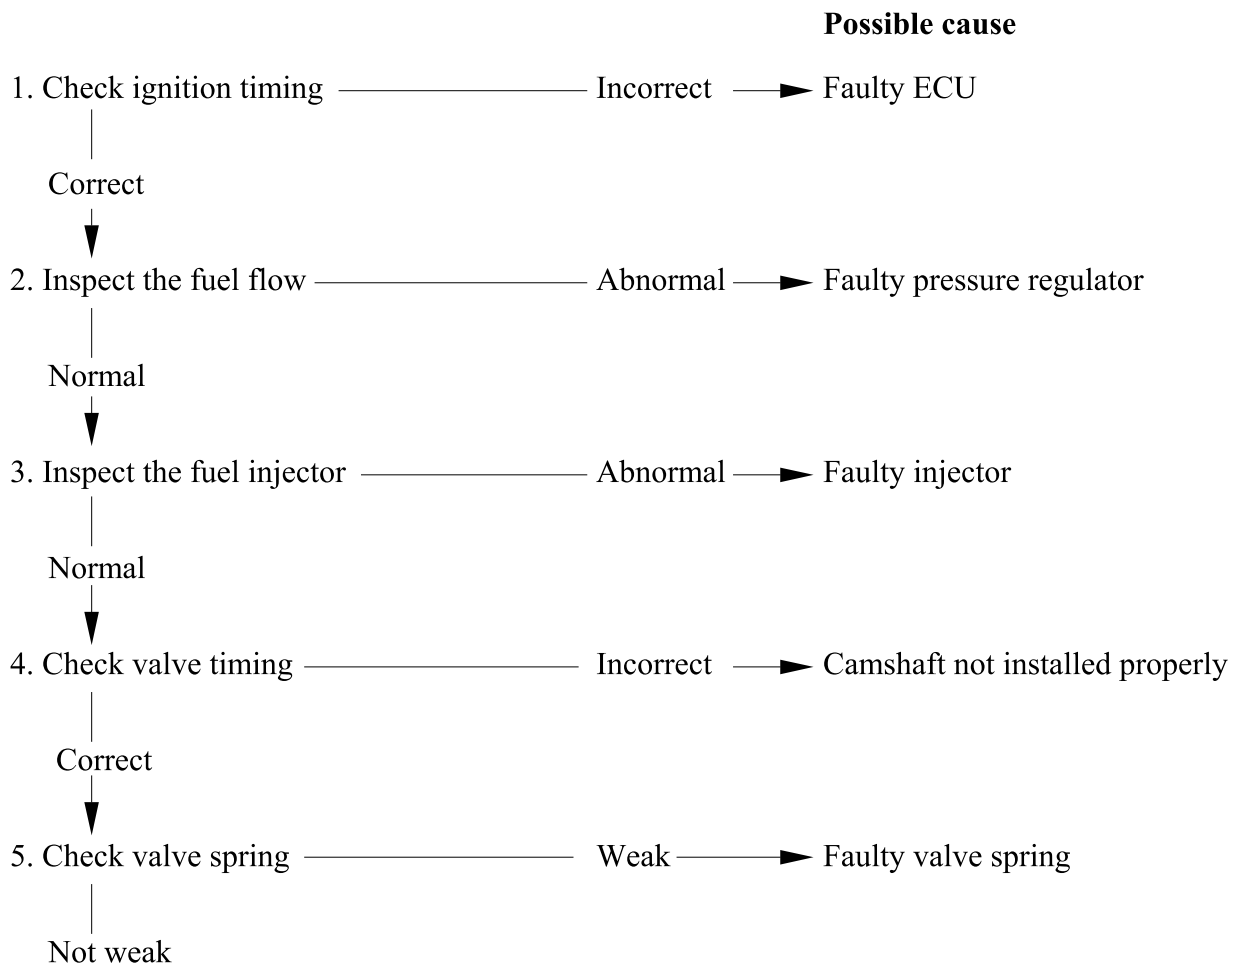 Possible cause
1. Check ignition timing Incorrect Faulty ECU
Correct
2. Inspect the fuel flow Abnormal Faulty pressure regulator
Normal
3. Inspect the fuel injector Abnormal Faulty injector
Normal
4. Check valve timing Incorrect Camshaft not installed properly
Correct
5. Check valve spring Weak Faulty valve spring
Not weak